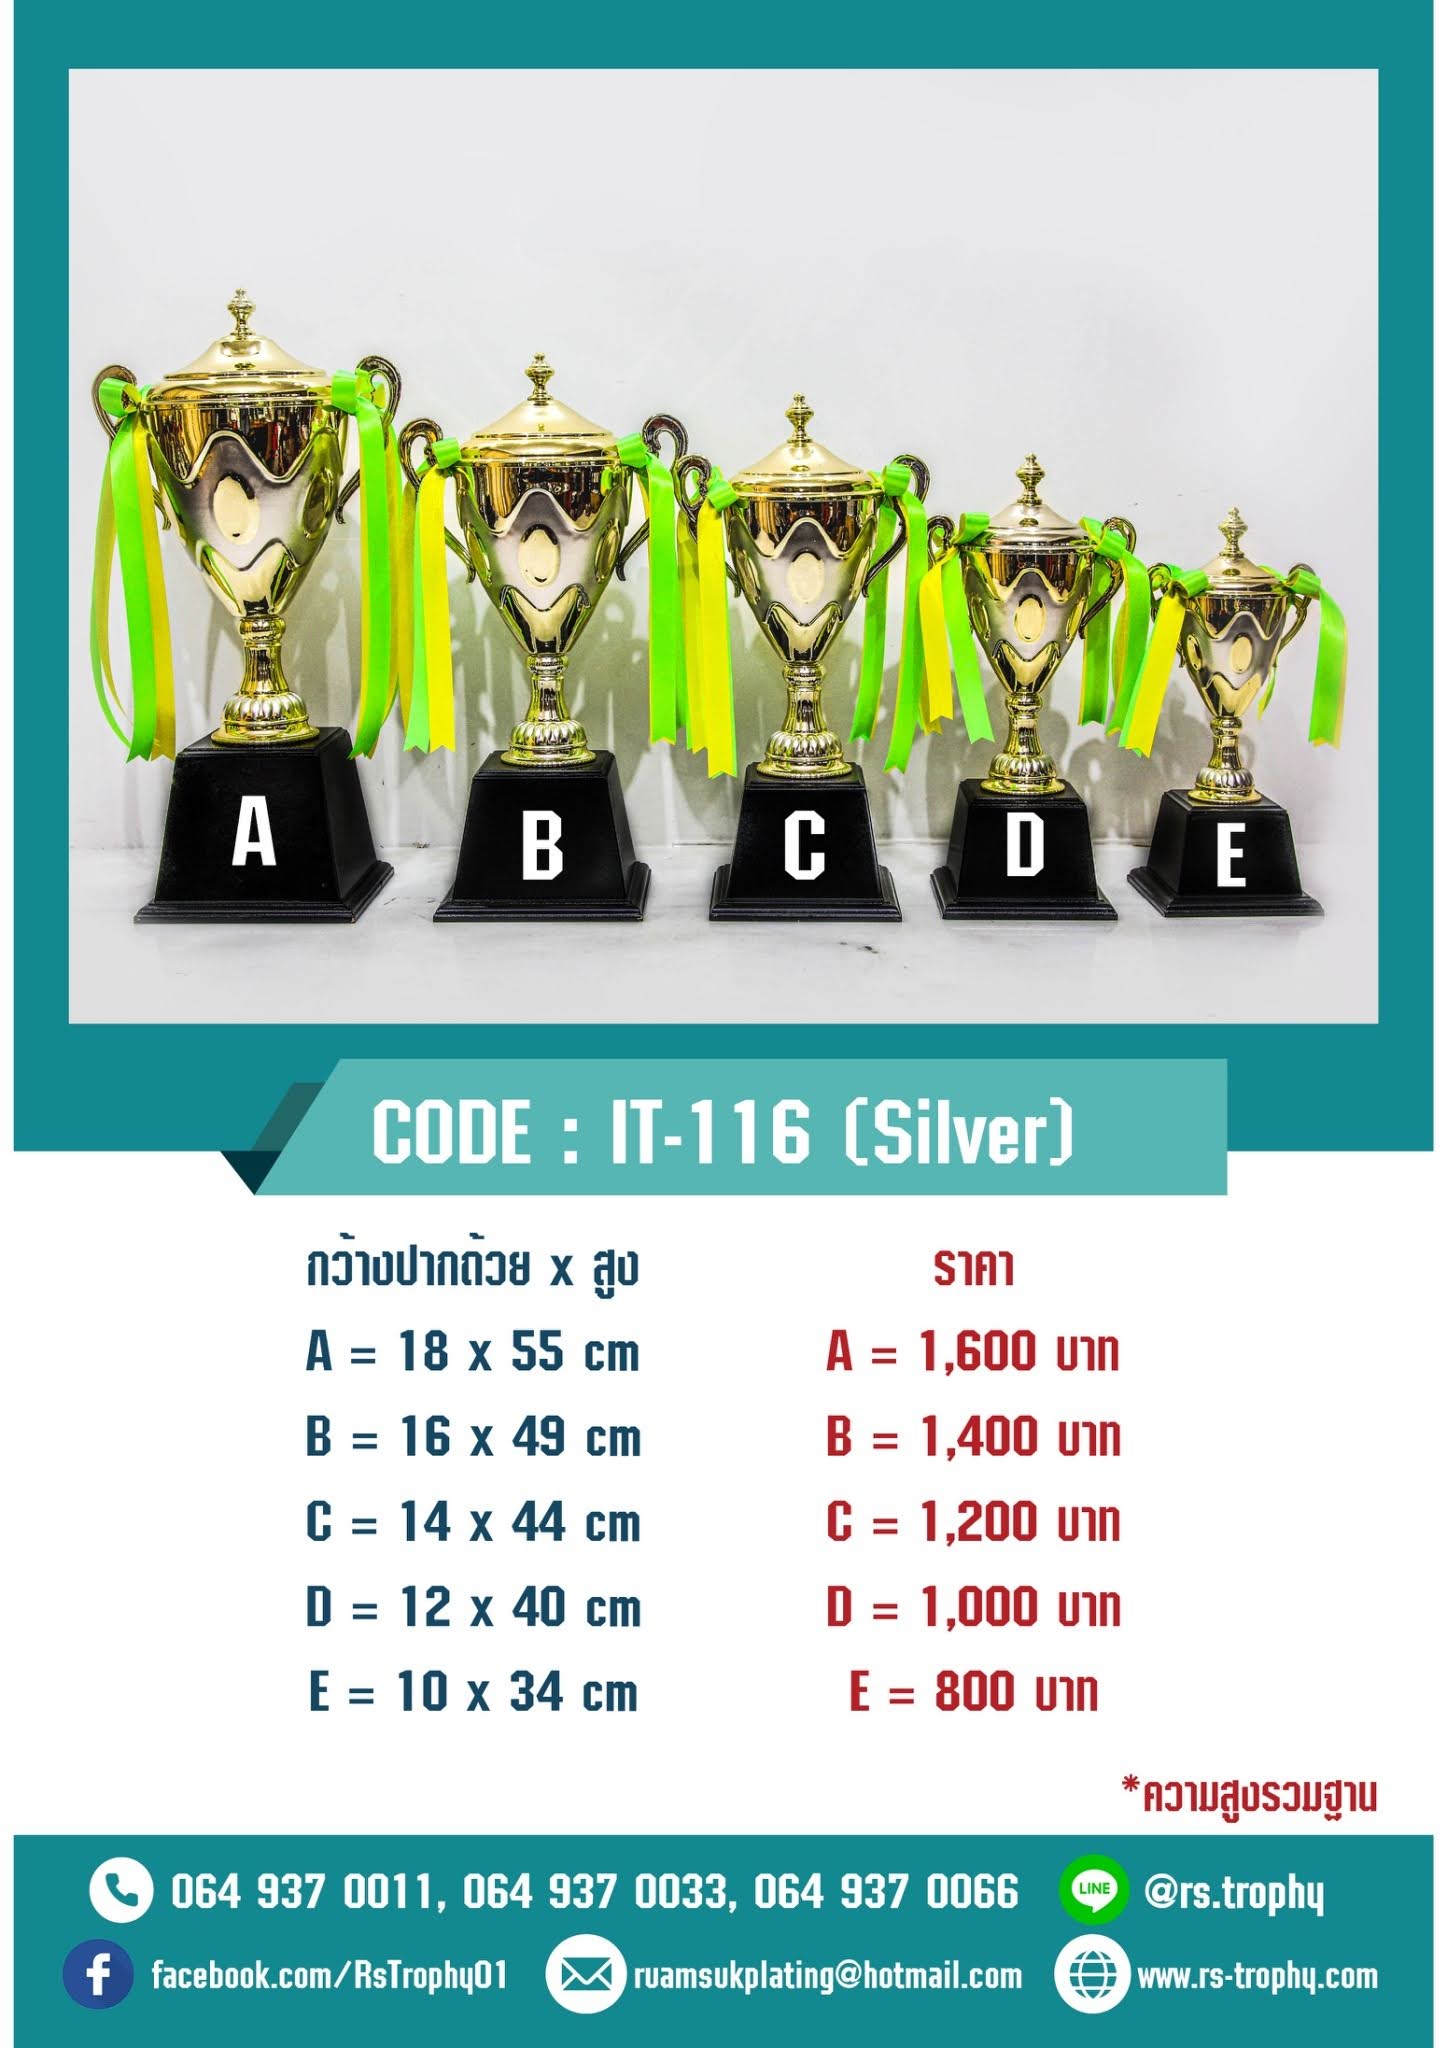 A
B
C
D
E
CODE : IT-116 (Silver)
กว้างปากถ้วย x สูง
A = 18 x 55 cm
B = 16 x 49 cm
C = 14 x 44 cm
D = 12 x 40 cm
E = 10 x 34 cm
ราคา
A = 1,600 บาท
B = 1,400 บาท
C = 1,200 บาท
D = 1,000 บาท
E = 800 บาท
*ความสูงรวมฐาน
064 937 0011, 064 937 0033, 064 937 0066
LINE @rs.trophy
f facebook.com/RsTrophy01
ruamsukplating@hotmail.com
www.rs-trophy.com